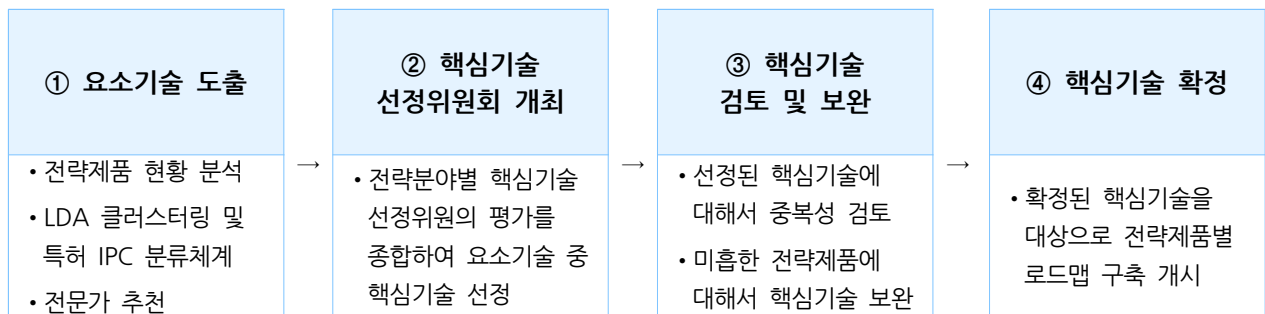 ① 요소기술 도출
• 전략제품 현황 분석
• LDA 클러스터링 및
특허 IPC 분류체계
• 전문가 추천
→
② 핵심기술
선정위원회 개최
• 전략분야별 핵심기술
선정위원의 평가를
종합하여 요소기술 중
핵심기술 선정
→
③ 핵심기술
검토 및 보완
• 선정된 핵심기술에
대해서 중복성 검토
• 미흡한 전략제품에
대해서 핵심기술 보완
→
④ 핵심기술 확정
• 확정된 핵심기술을
대상으로 전략제품별
로드맵 구축 개시